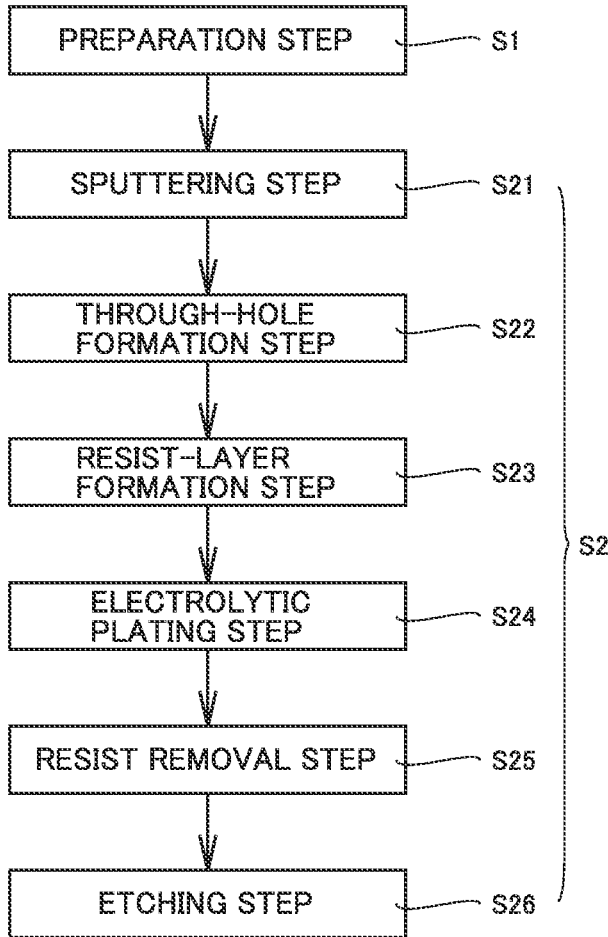 PREPARATION STEP
S1
SPUTTERING STEP
S21
THROUGH-HOLE
FORMATION STEP
S22
RESIST-LAYER
FORMATION STEP
S23
S2
ELECTROLYTIC
PLATING STEP
S24
RESIST REMOVAL STEP
S25
ETCHING STEP
S26